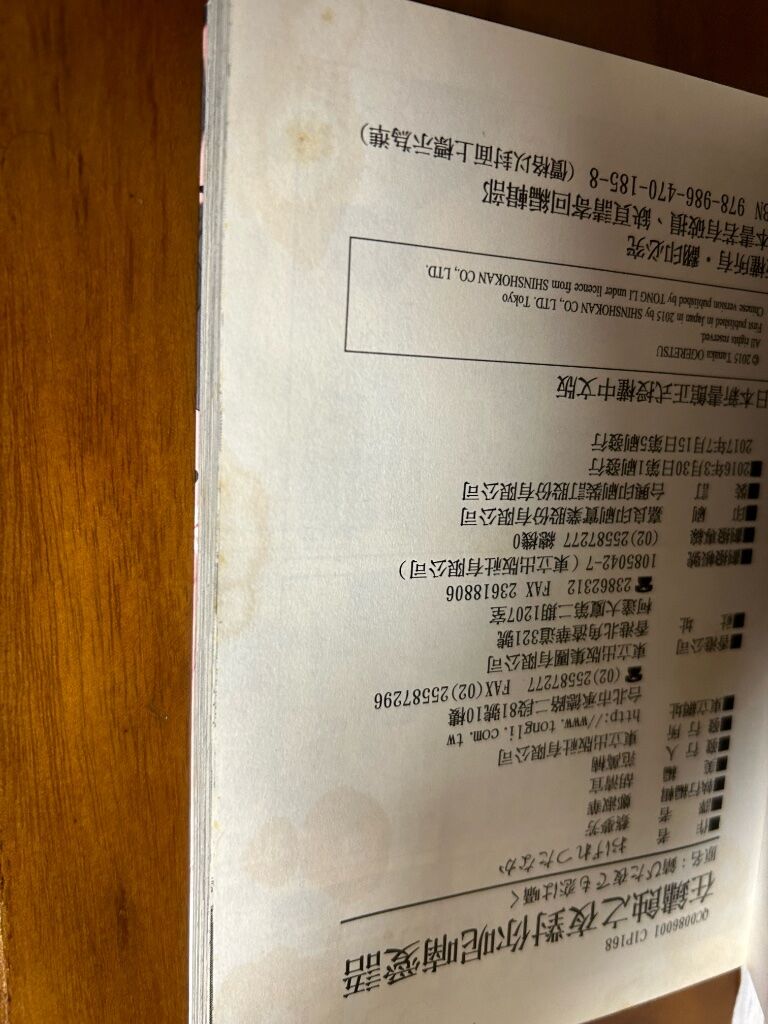 QC0086001 C1P168
在鏽蝕之夜對你呢喃愛語
原名：錆びた夜でも恋は囁く
■作　者 おげれつたなか
■譯　者 蔡夢芳
■執行編輯 鄭淑華
■美　編 胡清宜
■發行人 范萬楠
■發行所 東立出版社有限公司
■東立網址 http://www.tongli.com.tw
台北市承德路二段81號10樓
☎(02)25587277 FAX(02)25587296
■香港公司 東立出版集團有限公司
■社　址 香港北角渣華道321號
柯達大廈第二期1207室
☎23862312 FAX 23618806
■劃撥帳號 1085042-7（東立出版社有限公司）
■劃撥專線 (02)25587277 總機0
■印　刷 嘉良印刷實業股份有限公司
■裝　訂 台興印刷裝訂股份有限公司
■2016年3月30日第1刷發行
2017年7月15日第5刷發行
日本新書館正式授權中文版
© 2015 Tanaka OGERETSU
All rights reserved.
First published in Japan in 2015 by SHINSHOKAN CO., LTD. Tokyo
Chinese version published by TONG LI under licence from SHINSHOKAN CO., LTD.
權所有・翻印必究
本書若有破損、缺頁請寄回編輯部
BN 978-986-470-185-8（價格以封面上標示為準）